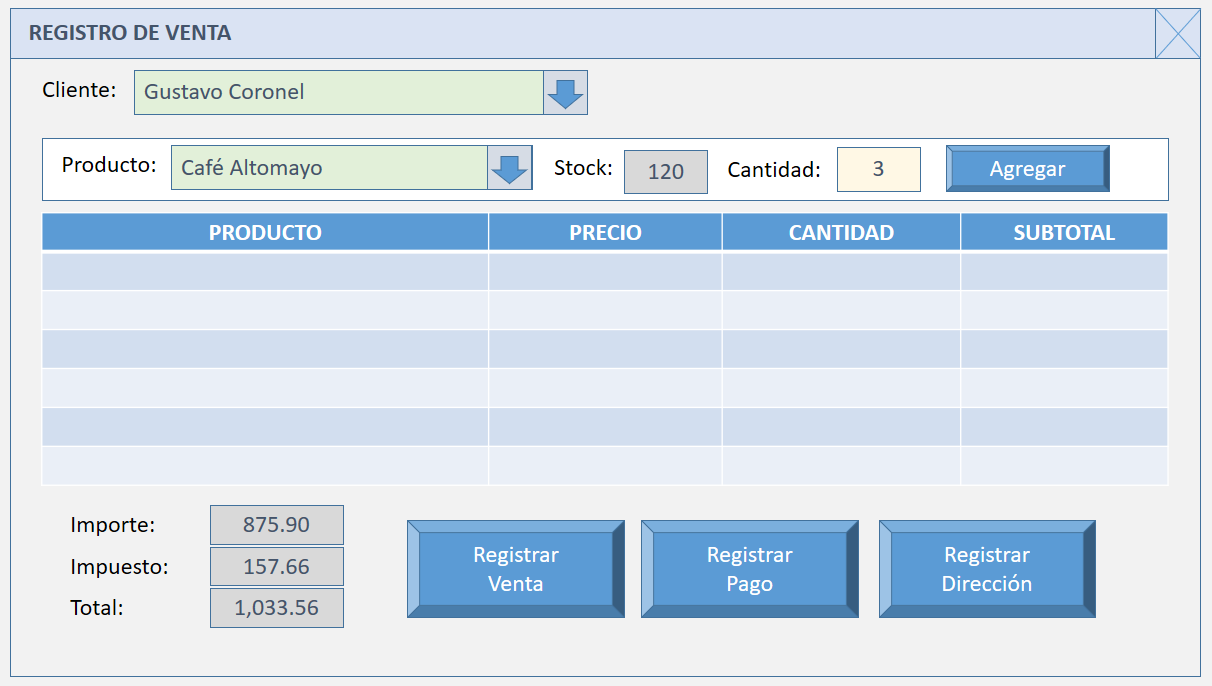 REGISTRO DE VENTA
Cliente: Gustavo Coronel
Producto: Café Altomayo Stock: 120 Cantidad: 3 Agregar
PRODUCTO PRECIO CANTIDAD SUBTOTAL
Importe: 875.90
Impuesto: 157.66
Total: 1,033.56
Registrar
Venta
Registrar
Pago
Registrar
Dirección